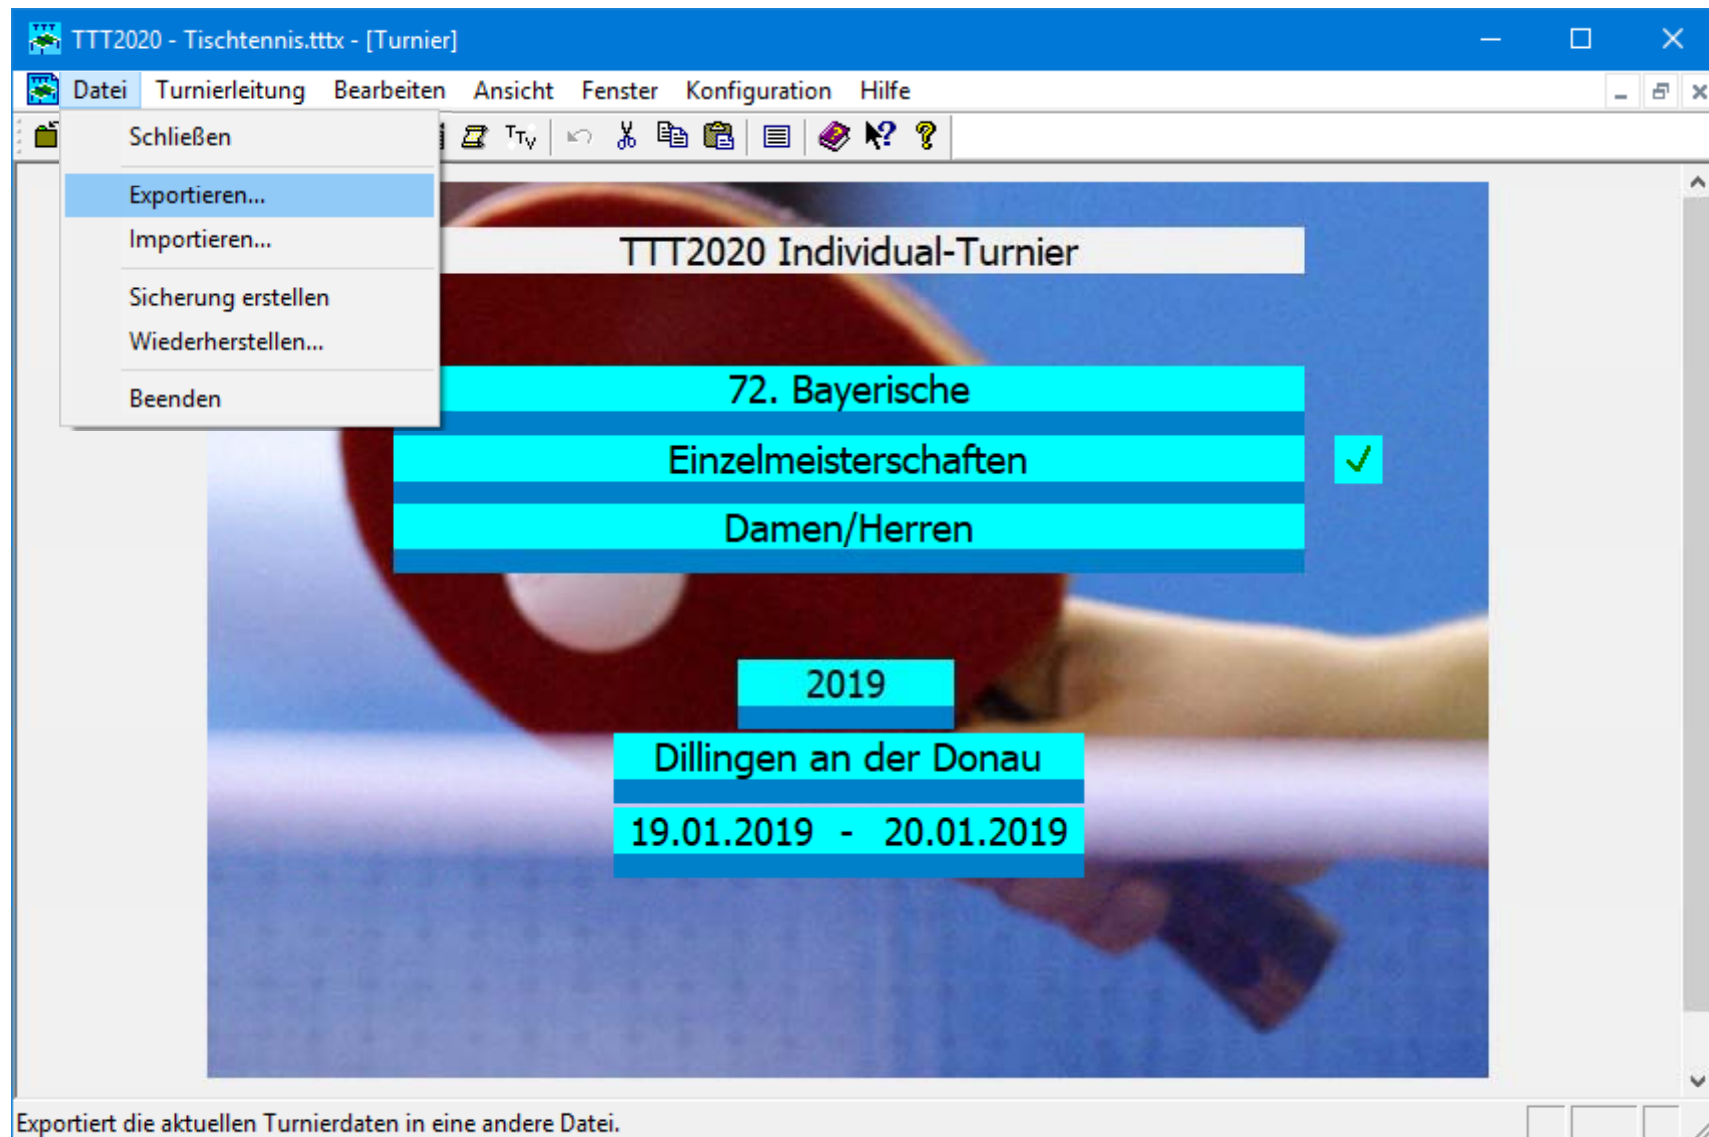 TTT2020 - Tischtennis.tttx - [Turnier]
Datei Turnierleitung Bearbeiten Ansicht Fenster Konfiguration Hilfe
Schließen
Exportieren...
Importieren...
Sicherung erstellen
Wiederherstellen...
Beenden
TTT2020 Individual-Turnier
72. Bayerische
Einzelmeisterschaften
Damen/Herren
2019
Dillingen an der Donau
19.01.2019 - 20.01.2019
Exportiert die aktuellen Turnierdaten in eine andere Datei.